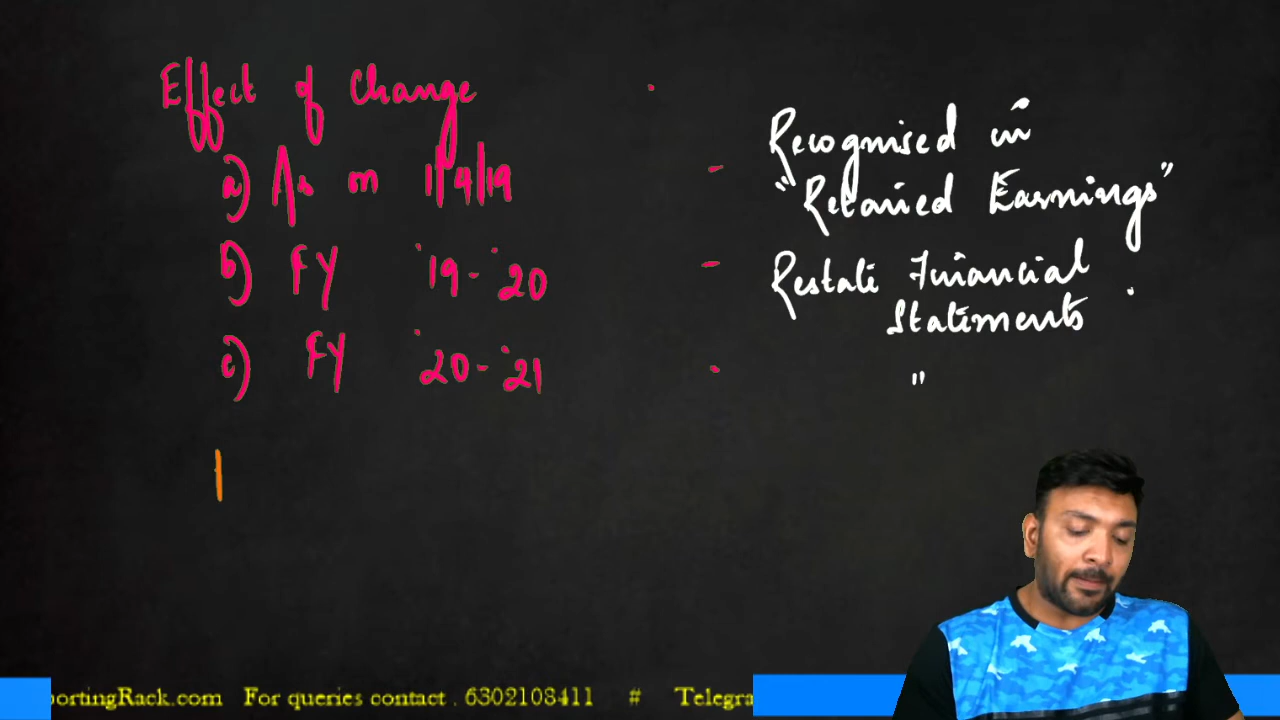 Effect of Change
a) As on 1/4/19 - Recognised in
"Retained Earnings"
b) FY '19-'20 - Restate Financial
Statements.
c) FY '20-'21 - "
portingRack.com For queries contact . 6302108411 # Telegra